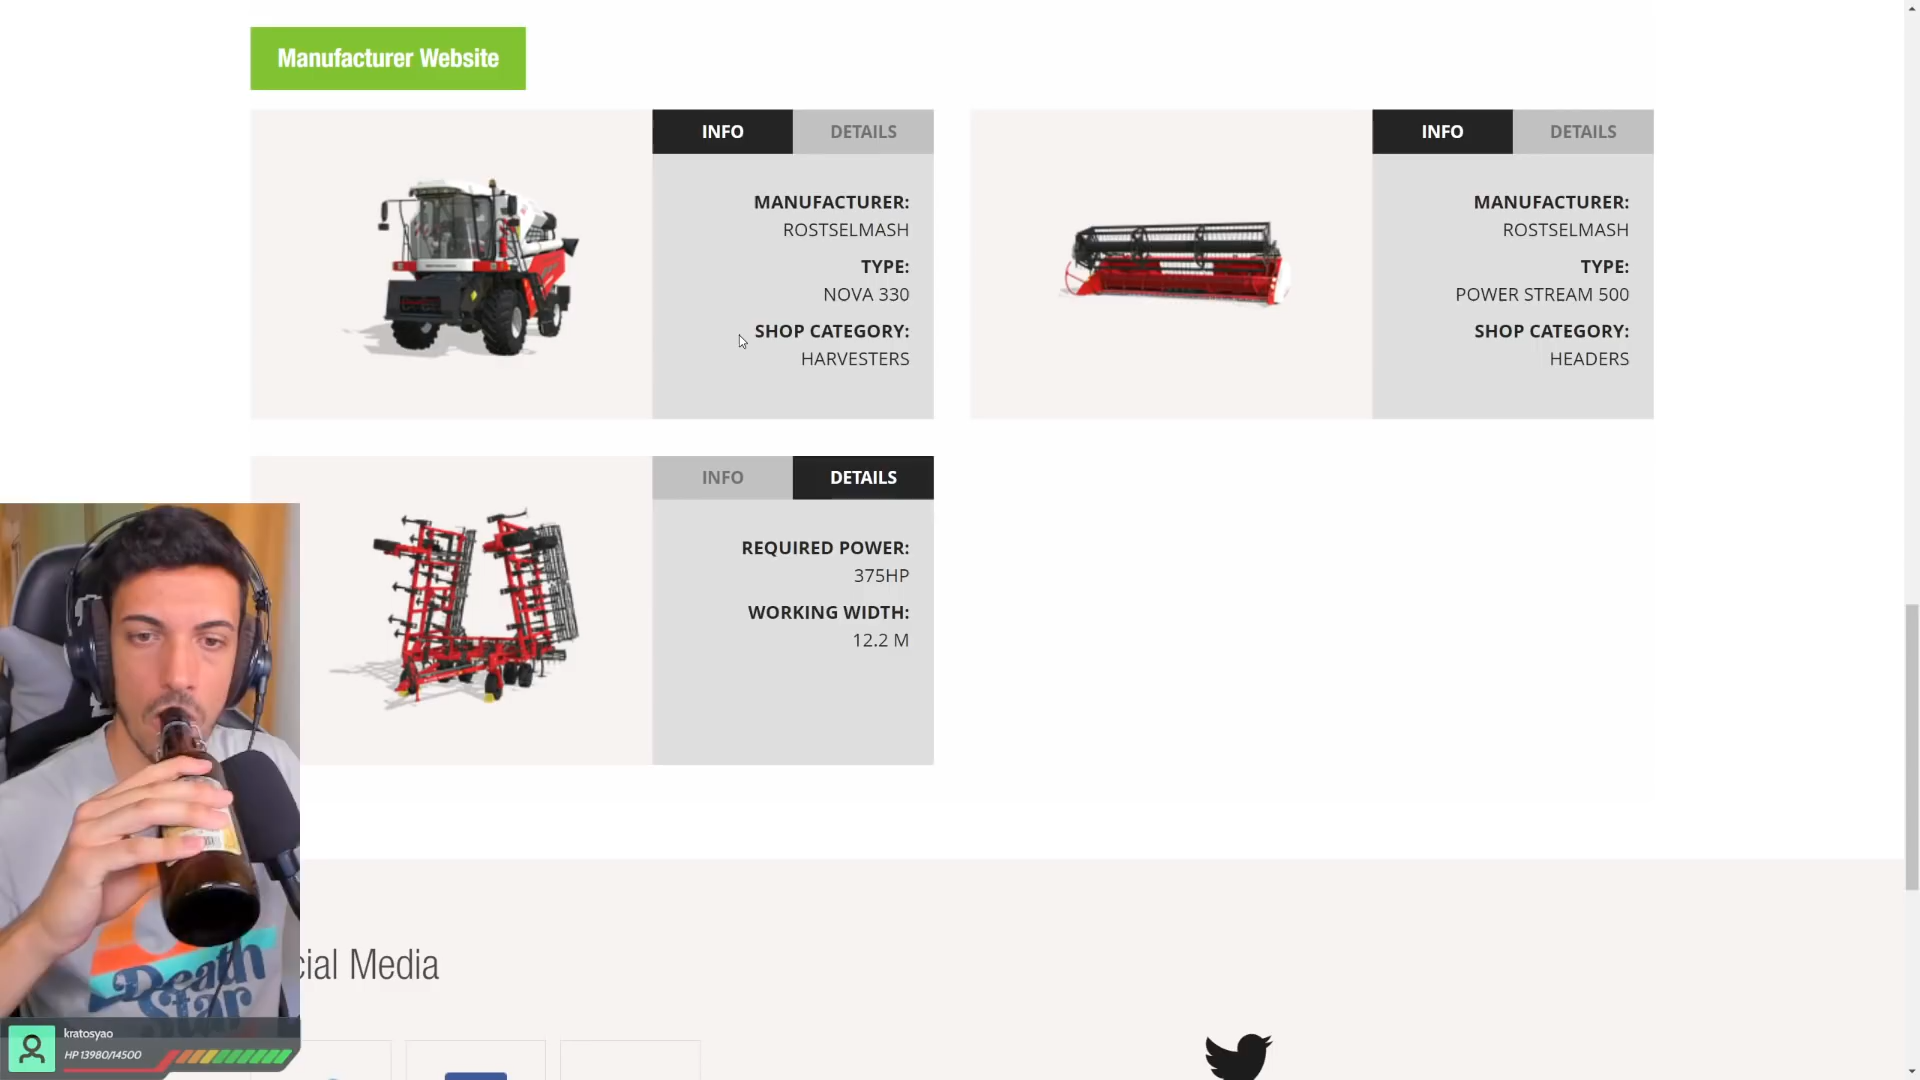 Manufacturer Website
INFO
DETAILS
MANUFACTURER:
ROSTSELMASH
TYPE:
NOVA 330
SHOP CATEGORY:
HARVESTERS
INFO
DETAILS
MANUFACTURER:
ROSTSELMASH
TYPE:
POWER STREAM 500
SHOP CATEGORY:
HEADERS
INFO
DETAILS
REQUIRED POWER:
375HP
WORKING WIDTH:
12.2 M
cial Media
Death
Star
kratosyao
HP 13980/14500